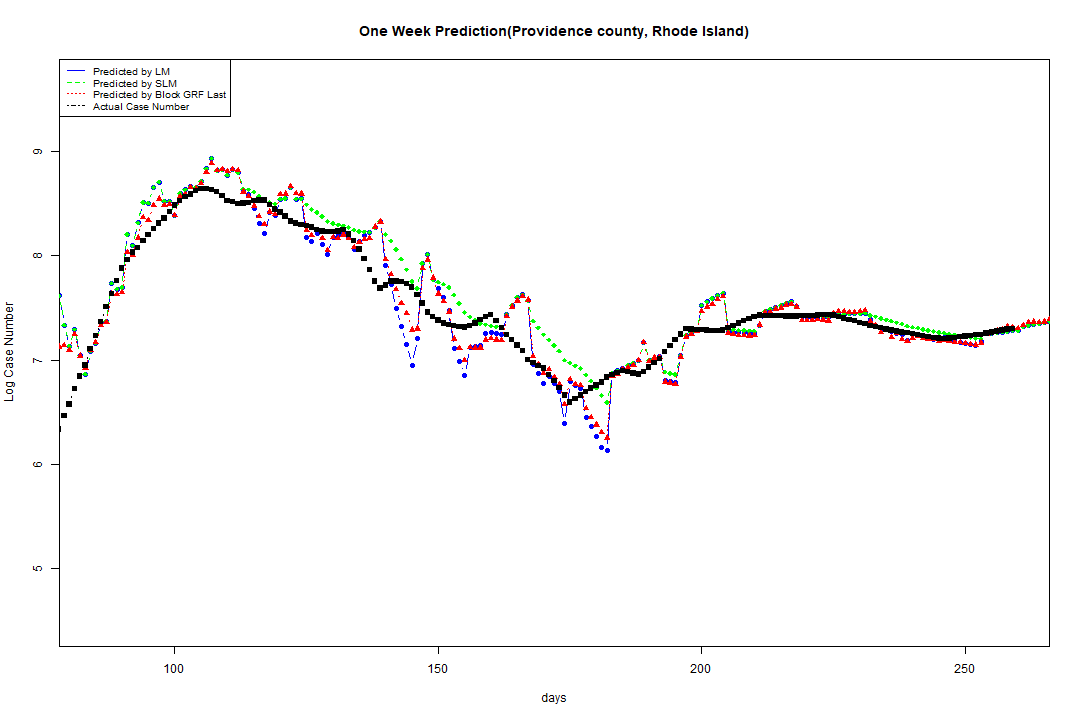 One Week Prediction(Providence county, Rhode Island)
Predicted by LM
Predicted by SLM
Predicted by Block GRF Last
Actual Case Number
9
8
7
6
5
Log Case Number
100 150 200 250
days